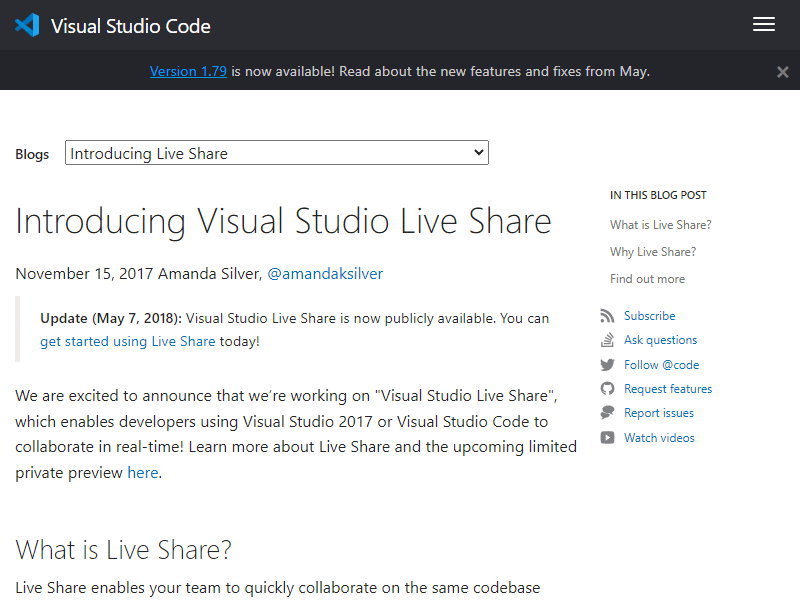 Visual Studio Code
Version 1.79 is now available! Read about the new features and fixes from May.
Blogs
Introducing Live Share
Introducing Visual Studio Live Share
November 15, 2017 Amanda Silver, @amandaksilver
Update (May 7, 2018): Visual Studio Live Share is now publicly available. You can
get started using Live Share today!
We are excited to announce that we're working on "Visual Studio Live Share",
which enables developers using Visual Studio 2017 or Visual Studio Code to
collaborate in real-time! Learn more about Live Share and the upcoming limited
private preview here.
What is Live Share?
Live Share enables your team to quickly collaborate on the same codebase
IN THIS BLOG POST
What is Live Share?
Why Live Share?
Find out more
Subscribe
Ask questions
Follow @code
Request features
Report issues
Watch videos